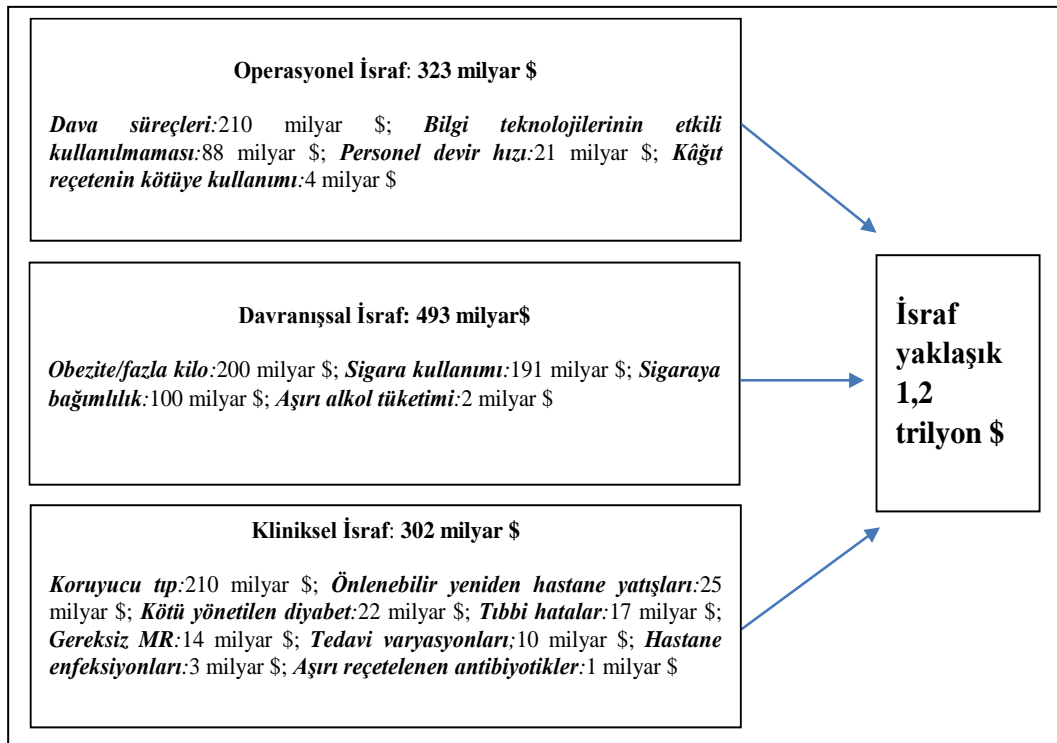 Operasyonel İsraf: 323 milyar $
Dava süreçleri:210 milyar $; Bilgi teknolojilerinin etkili
kullanılmaması:88 milyar $; Personel devir hızı:21 milyar $; Kâğıt
reçetenin kötüye kullanımı:4 milyar $
Davranışsal İsraf: 493 milyar$
Obezite/fazla kilo:200 milyar $; Sigara kullanımı:191 milyar $; Sigaraya
bağımlılık:100 milyar $; Aşırı alkol tüketimi:2 milyar $
Kliniksel İsraf: 302 milyar $
Koruyucu tıp:210 milyar $; Önlenebilir yeniden hastane yatışları:25
milyar $; Kötü yönetilen diyabet:22 milyar $; Tıbbi hatalar:17 milyar $;
Gereksiz MR:14 milyar $; Tedavi varyasyonları;10 milyar $; Hastane
enfeksiyonları:3 milyar $; Aşırı reçetelenen antibiyotikler:1 milyar $
İsraf
yaklaşık
1,2
trilyon $